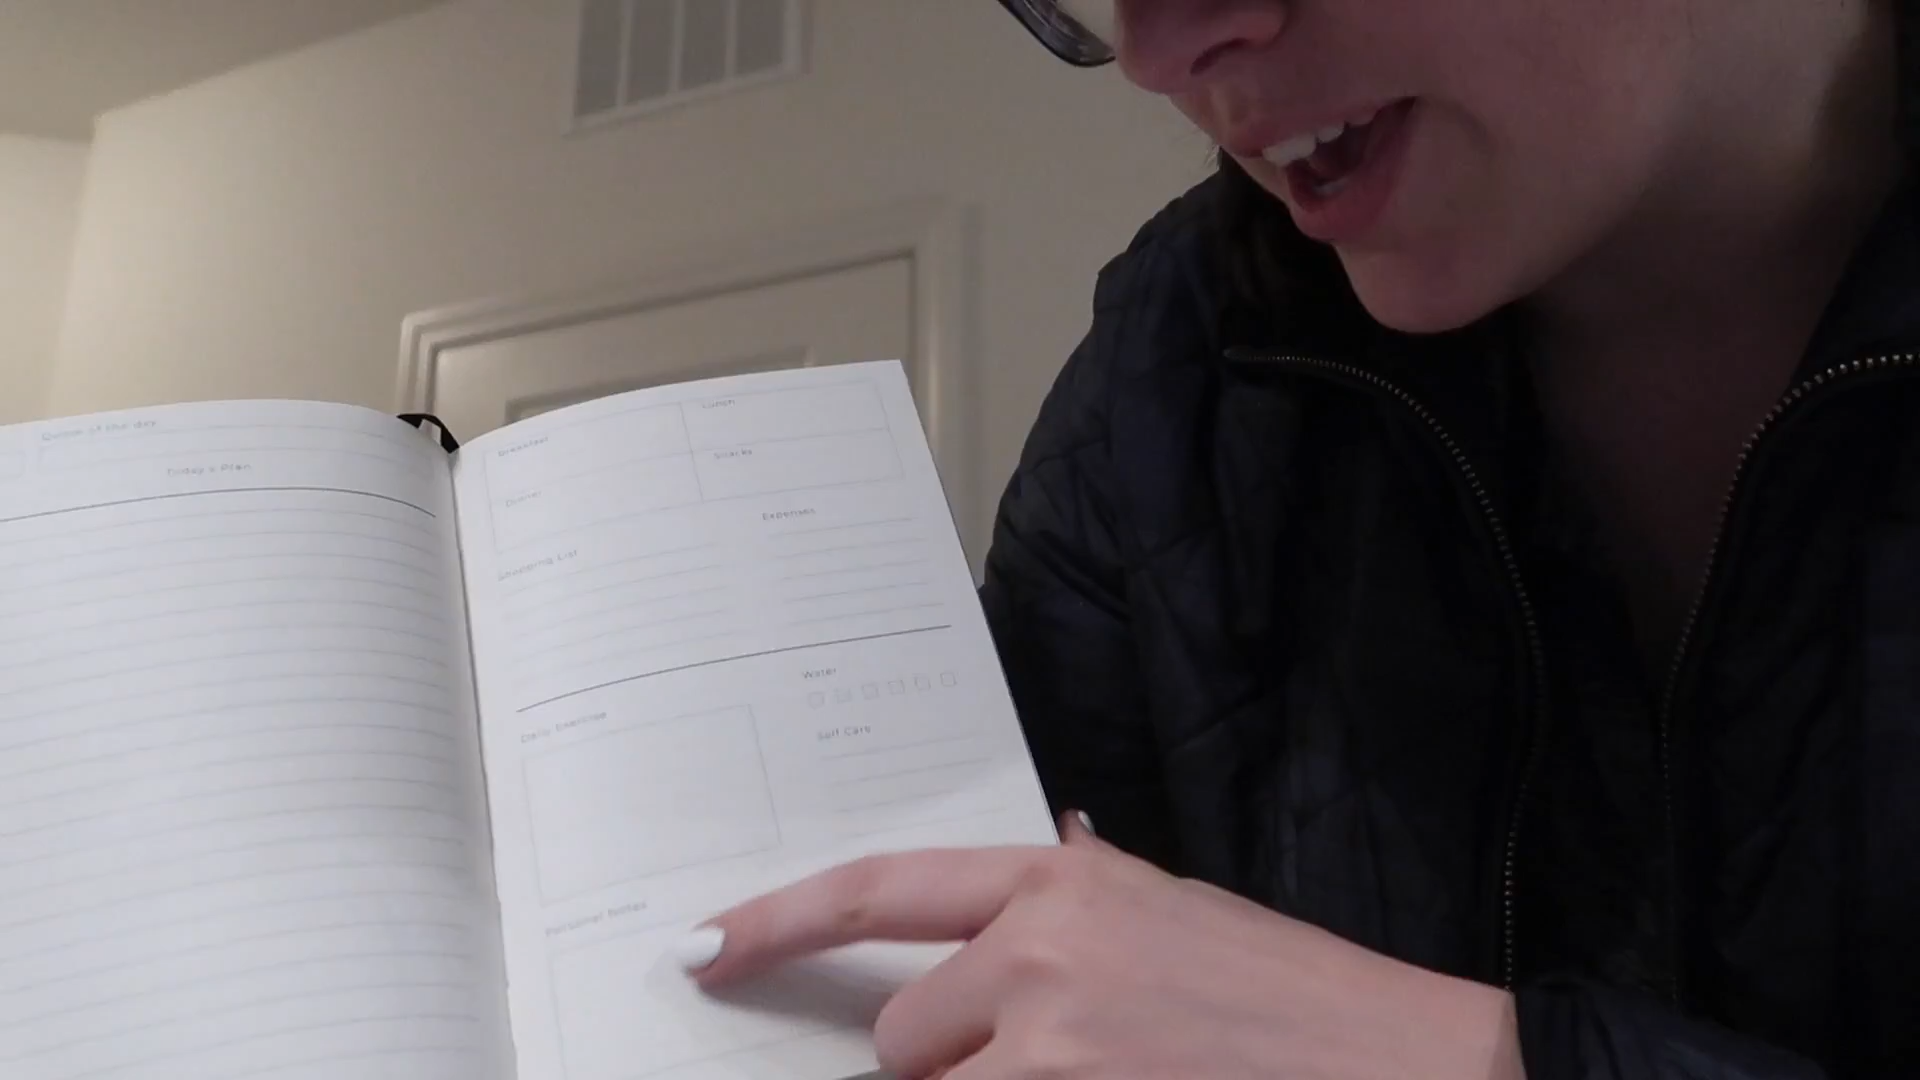 Quote of the day
Today's Plan
Breakfast
Lunch
Dinner
Snacks
Shopping List
Expenses
Daily Exercise
Water
Self Care
Personal Notes